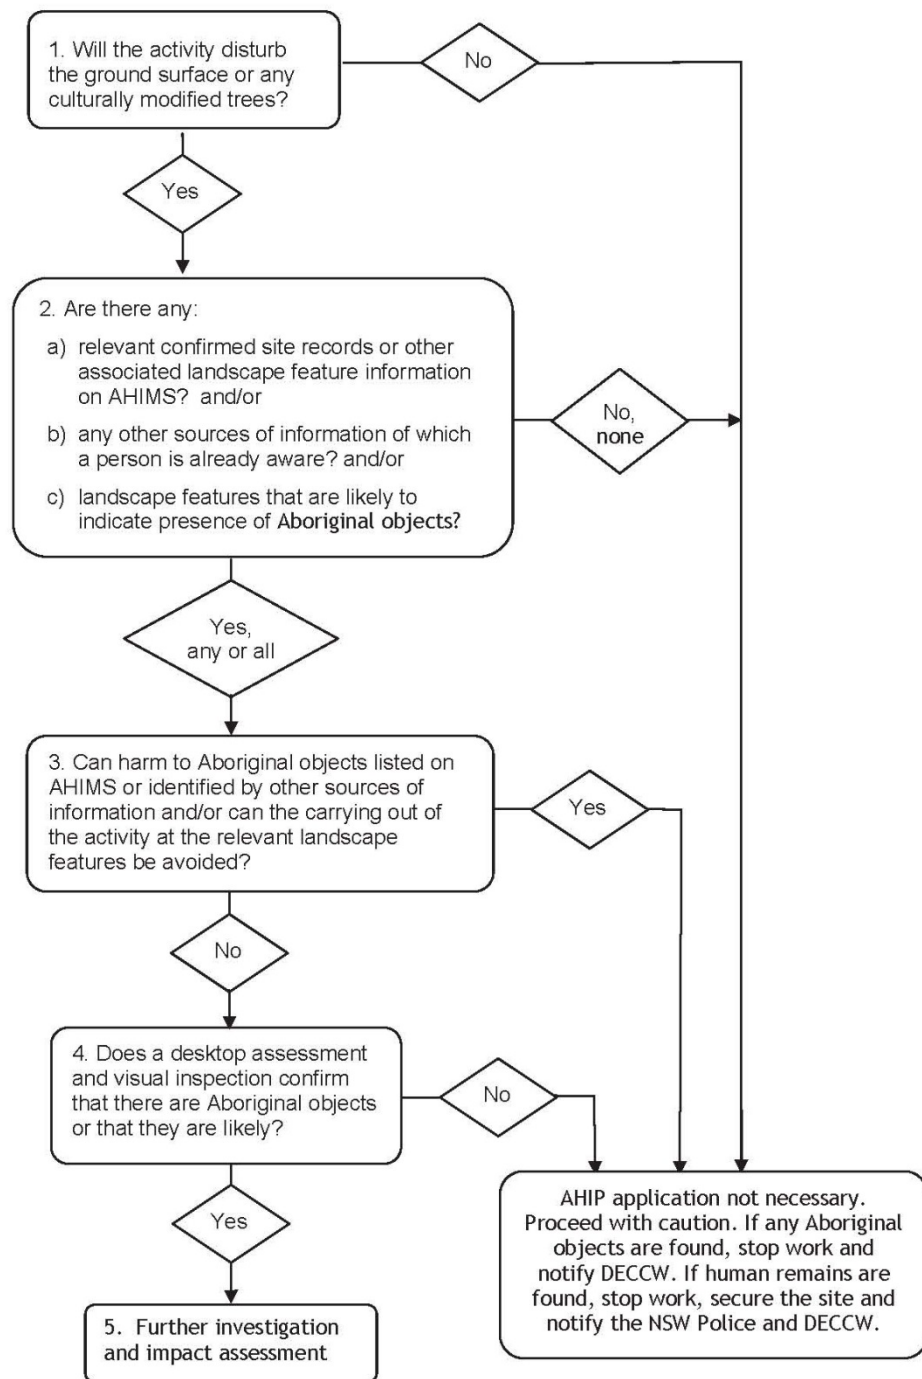 1. Will the activity disturb
the ground surface or any
culturally modified trees?
No
Yes
2. Are there any:
a) relevant confirmed site records or other
associated landscape feature information
on AHIMS? and/or
b) any other sources of information of which
a person is already aware? and/or
c) landscape features that are likely to
indicate presence of Aboriginal objects?
No,
none
Yes,
any or all
3. Can harm to Aboriginal objects listed on
AHIMS or identified by other sources of
information and/or can the carrying out of
the activity at the relevant landscape
features be avoided?
Yes
No
4. Does a desktop assessment
and visual inspection confirm
that there are Aboriginal objects
or that they are likely?
No
Yes
AHIP application not necessary.
Proceed with caution. If any Aboriginal
objects are found, stop work and
notify DECCW. If human remains are
found, stop work, secure the site and
notify the NSW Police and DECCW.
5. Further investigation
and impact assessment